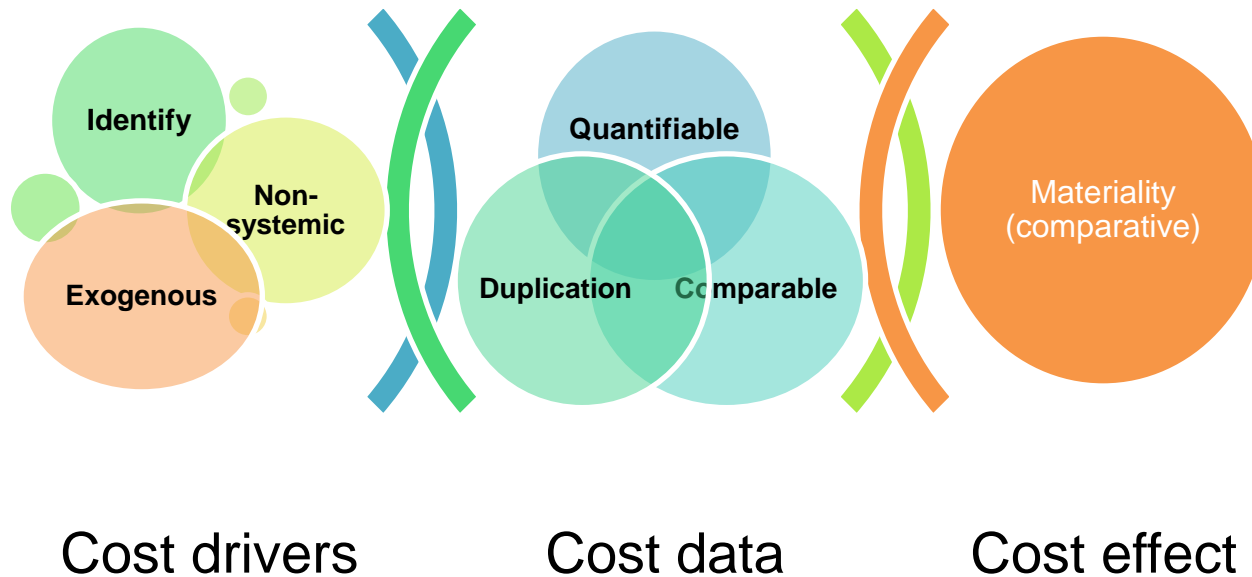 Identify
Non-
systemic
Exogenous
Quantifiable
Duplication
Comparable
Materiality
(comparative)
Cost drivers
Cost data
Cost effect